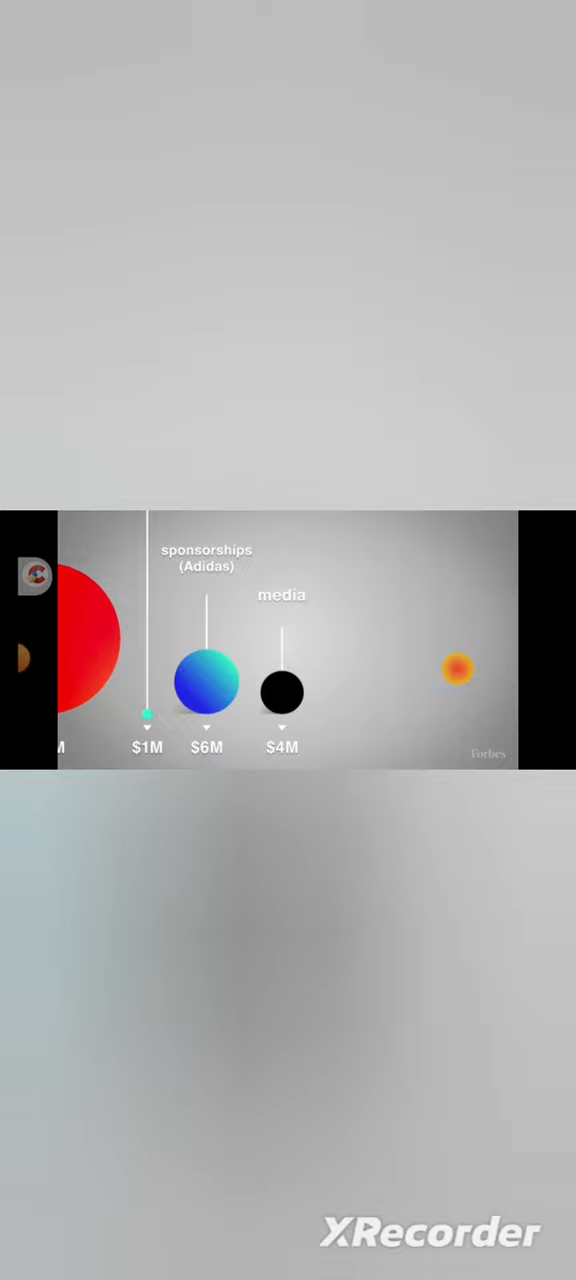 sponsorships
(Adidas)
media
M
$1M
$6M
$4M
Forbes
XRecorder